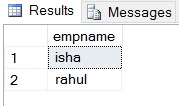 Results Messages
empname
1 isha
2 rahul